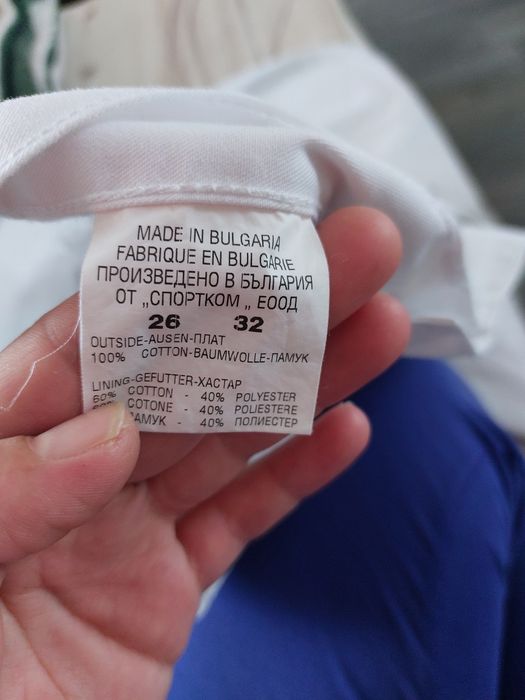 MADE IN BULGARIA
FABRIQUE EN BULGARIE
ПРОИЗВЕДЕНО В БЪЛГАРИЯ
ОТ „СПОРТКОМ„ ЕООД
26 32
OUTSIDE-AUSEN-ПЛАТ
100% COTTON-BAUMWOLLE-ПАМУК
LINING-GEFUTTER-ХАСТАР
60% COTTON - 40% POLYESTER
COTONE - 40% POLIESTERE
- 40% ПОЛИЕСТЕР